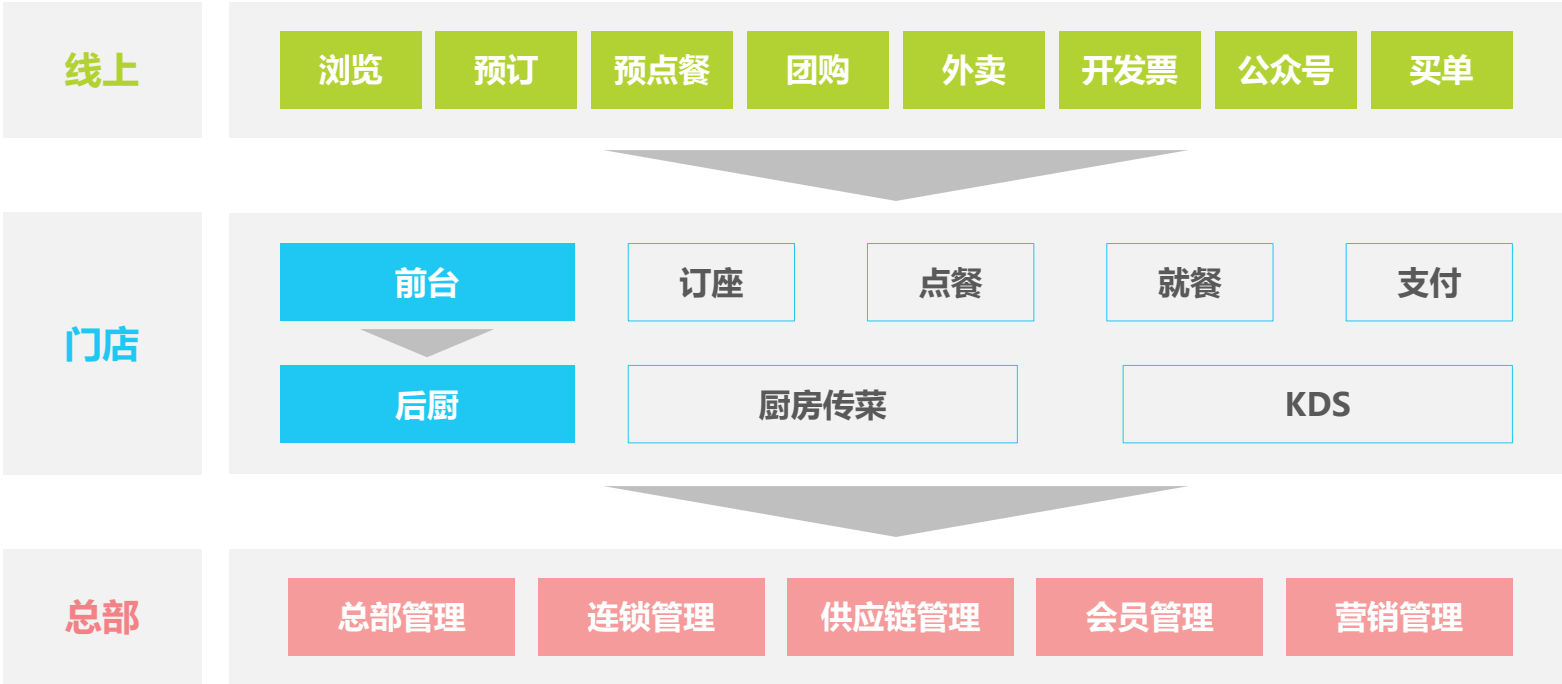 线上
浏览
预订
预点餐
团购
外卖
开发票
公众号
买单
门店
前台
订座
点餐
就餐
支付
后厨
厨房传菜
KDS
总部
总部管理
连锁管理
供应链管理
会员管理
营销管理